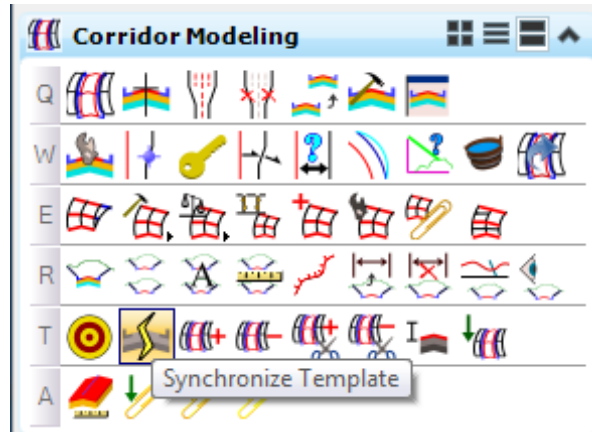 Corridor Modeling
Q
W
E
R
A
T
Synchronize Template
A